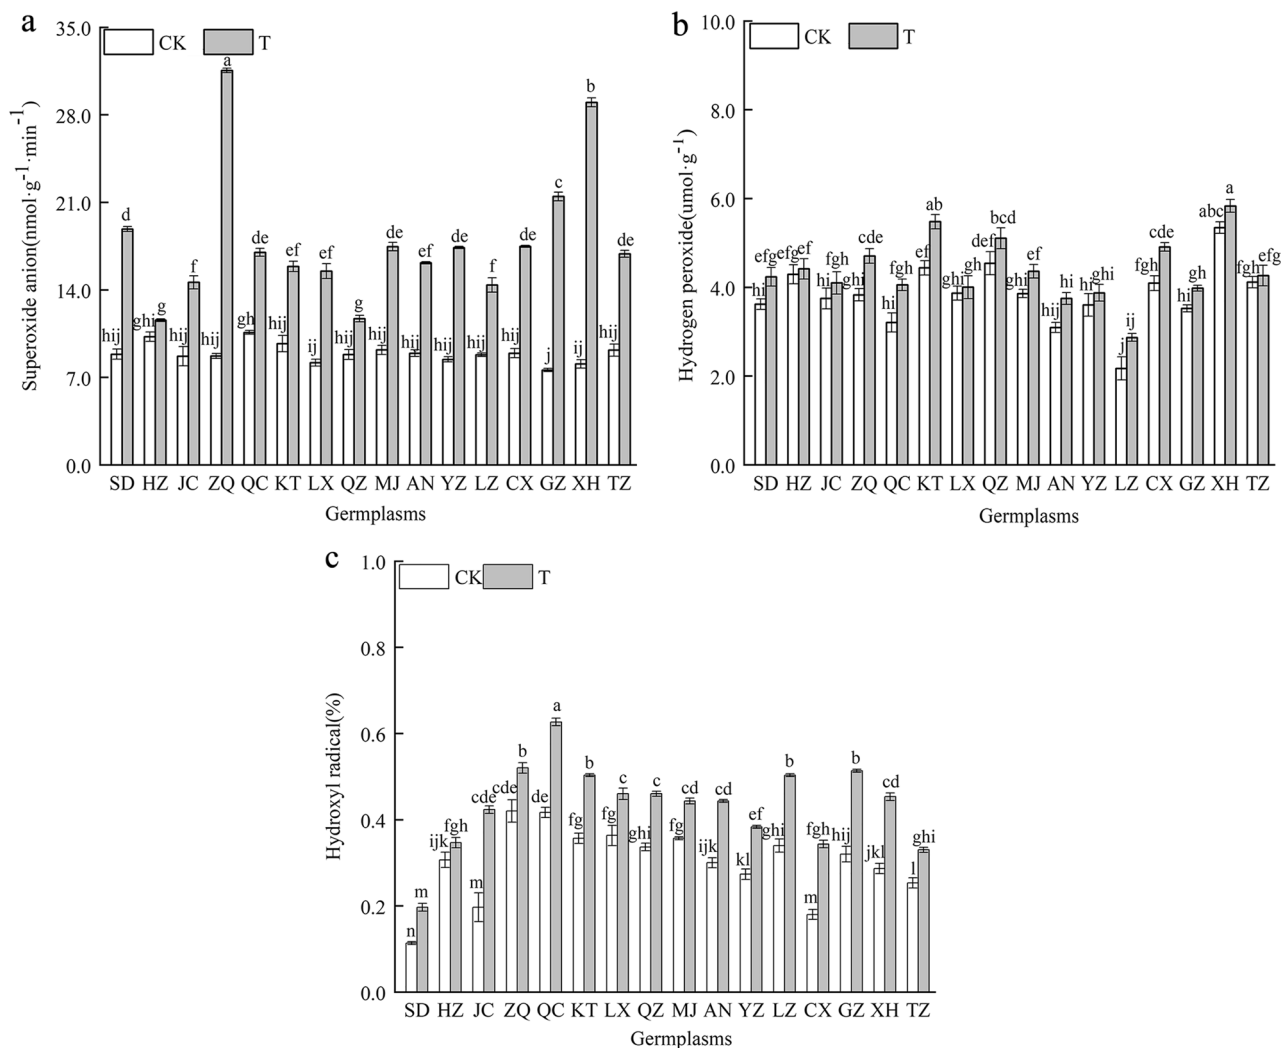 a
35.0
28.0
21.0
14.0
7.0
0.0
Superoxide anion(nmol·g⁻¹·min⁻¹)
CK T
d g f a de ef ef g de ef de f de c b de
hij ghi hij hij gh hij ij hij hij hij hij hij hij j ij hij
SD HZ JC ZQ QC KT LX QZ MJ AN YZ LZ CX GZ XH TZ
Germplasms
b
10.0
8.0
6.0
4.0
2.0
0.0
Hydrogen peroxide(umol·g⁻¹)
CK T
efg ef fgh cde fgh ab gh bcd ef hi ghi ij cde gh a efg
hi efg hi ghi hi ef ghi def ghi hij hi j fgh hi abc fgh
SD HZ JC ZQ QC KT LX QZ MJ AN YZ LZ CX GZ XH TZ
Germplasms
c
1.0
0.8
0.6
0.4
0.2
0.0
Hydroxyl radical(%)
CK T
m fgh cde b a b c c cd cd ef b fgh b cd ghi
n ijk m cde de fg fg ghi fg ijk kl ghi m hij jkl l
SD HZ JC ZQ QC KT LX QZ MJ AN YZ LZ CX GZ XH TZ
Germplasms